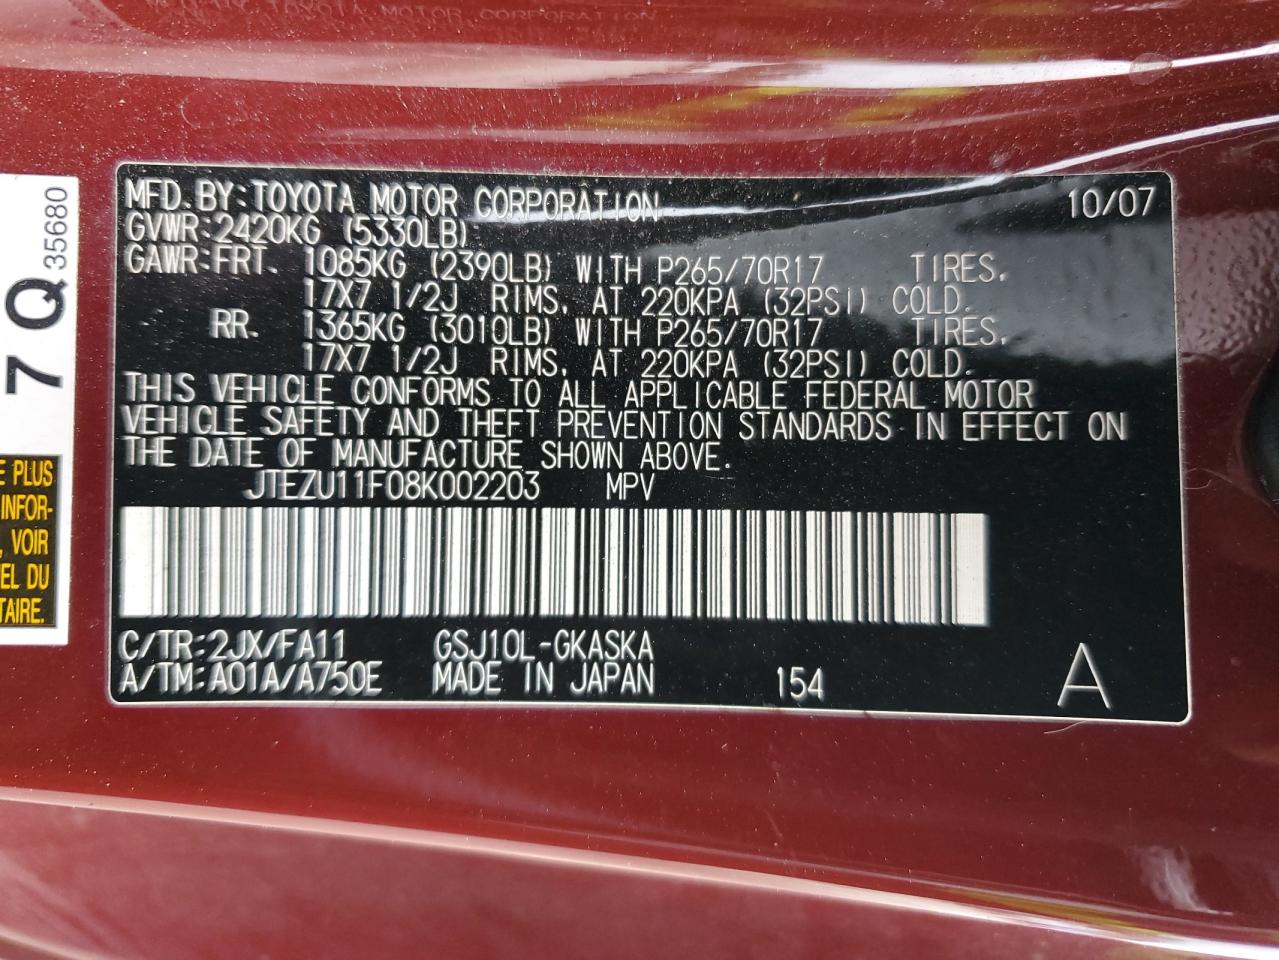 MFD. BY: TOYOTA MOTOR CORPORATION 10/07
GVWR: 2420KG (5330LB)
GAWR: FRT. 1085KG (2390LB) WITH P265/70R17 TIRES,
17X7 1/2J RIMS, AT 220KPA (32PSI) COLD.
RR. 1365KG (3010LB) WITH P265/70R17 TIRES,
17X7 1/2J RIMS, AT 220KPA (32PSI) COLD.
THIS VEHICLE CONFORMS TO ALL APPLICABLE FEDERAL MOTOR
VEHICLE SAFETY AND THEFT PREVENTION STANDARDS IN EFFECT ON
THE DATE OF MANUFACTURE SHOWN ABOVE.
JTEZU11F08K002203 MPV
C/TR: 2JX/FA11 GSJ10L-GKASKA
A/TM: A01A/A750E MADE IN JAPAN 154 A
7 Q 35680
PLUS
INFOR-
, VOIR
EL DU
TAIRE.
TOYOTA MOTOR CORPORATION